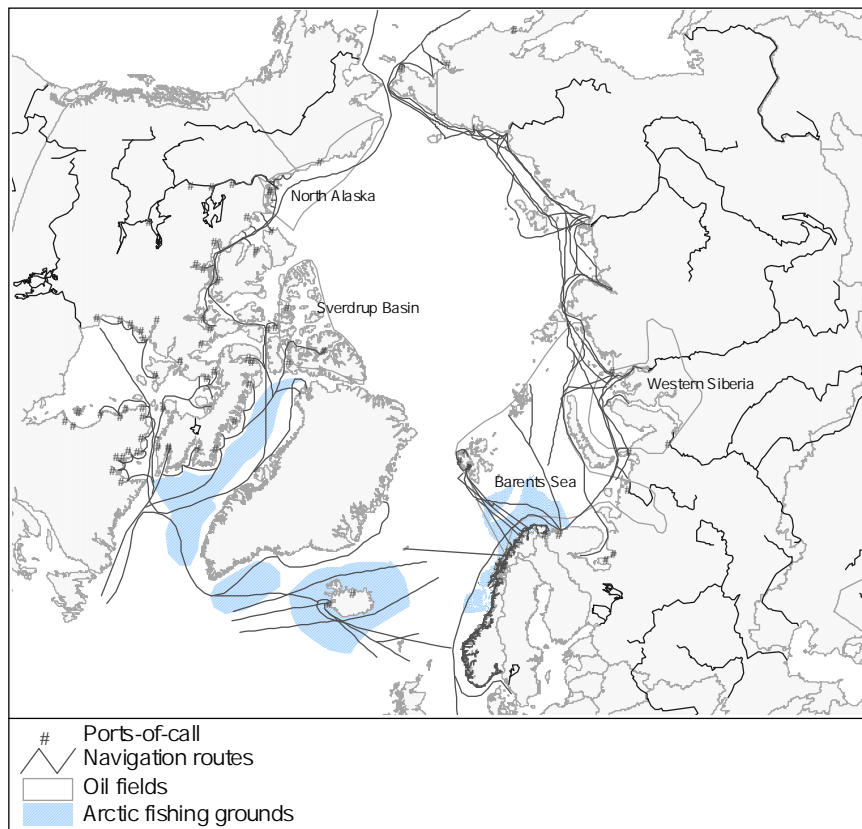 North Alaska
Sverdrup Basin
Western Siberia
Barents Sea
# Ports-of-call
Navigation routes
Oil fields
Arctic fishing grounds